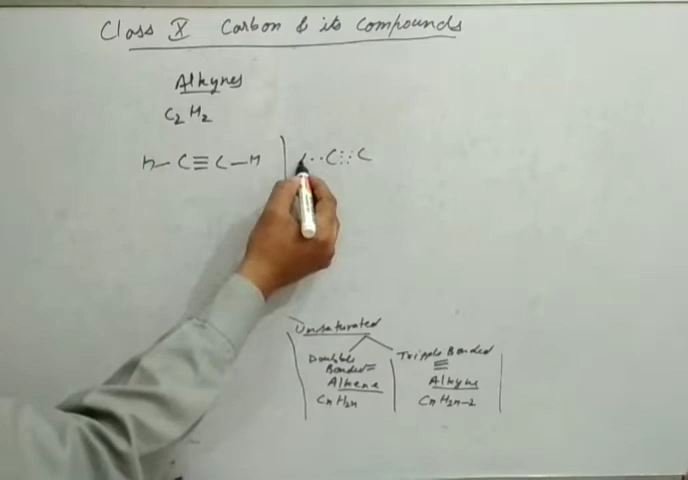 Class X Carbon & its Compounds
Alkynes
C2H2
H—C≡C—H | ··C⋮⋮C
Unsaturated
Double Bonded= | Tripple Bonded ≡
Alkene | Alkyne
CnH2n | CnH2n-2